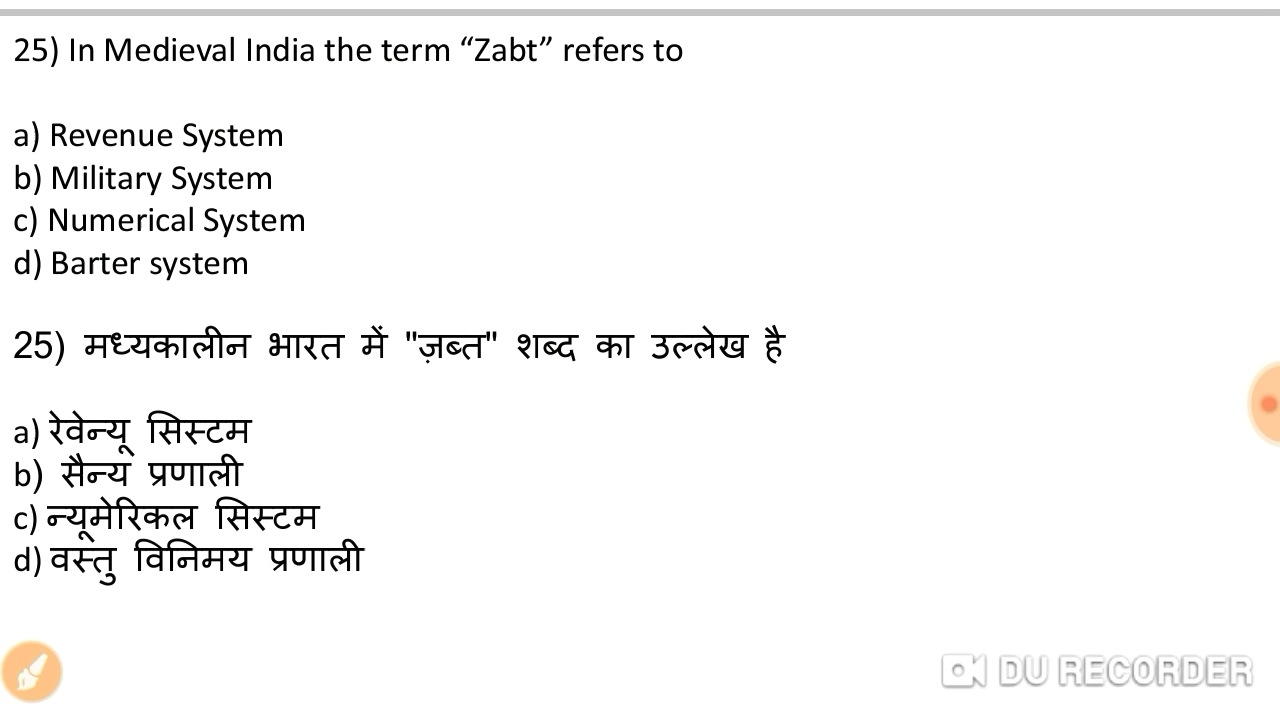 25) In Medieval India the term “Zabt” refers to
a) Revenue System
b) Military System
c) Numerical System
d) Barter system
25) मध्यकालीन भारत में "ज़ब्त" शब्द का उल्लेख है
a) रेवेन्यू सिस्टम
b) सैन्य प्रणाली
c) न्यूमेरिकल सिस्टम
d) वस्तु विनिमय प्रणाली
DU RECORDER